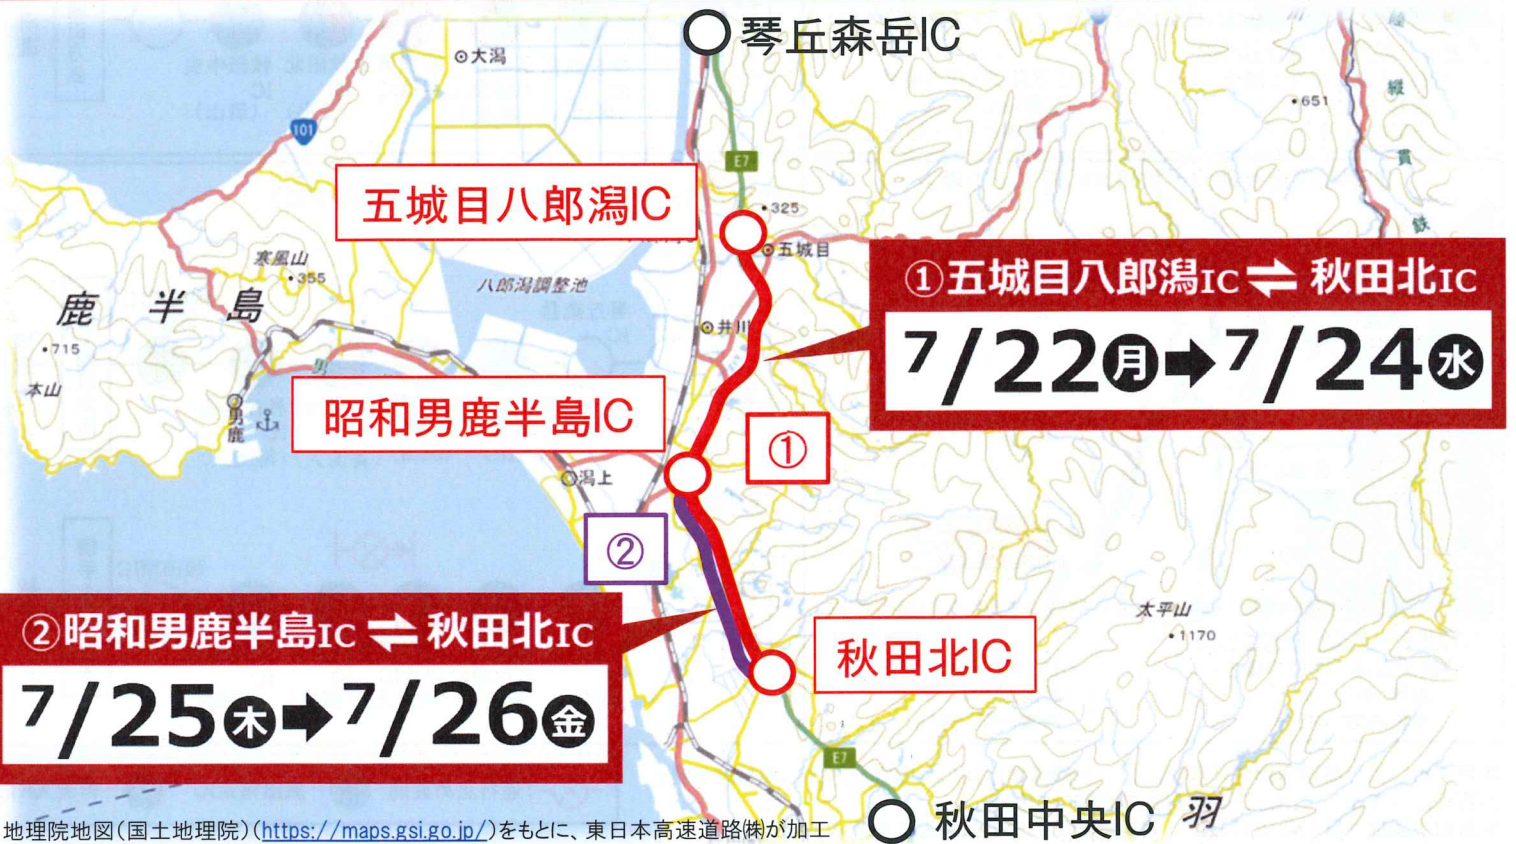 琴丘森岳IC
大潟
101
651
縦
貫
鉄
E7
五城目八郎潟IC
325
五城目
寒風山
355
八郎潟調整池
①五城目八郎潟IC⇌秋田北IC
7/22㊊➡7/24㊌
鹿半島
井川
715
本山
男
男鹿
昭和男鹿半島IC
①
潟上
②
太平山
1170
②昭和男鹿半島IC⇌秋田北IC
7/25㊍➡7/26㊎
秋田北IC
E7
秋田中央IC
羽
地理院地図(国土地理院)(https://maps.gsi.go.jp/)をもとに、東日本高速道路㈱が加工